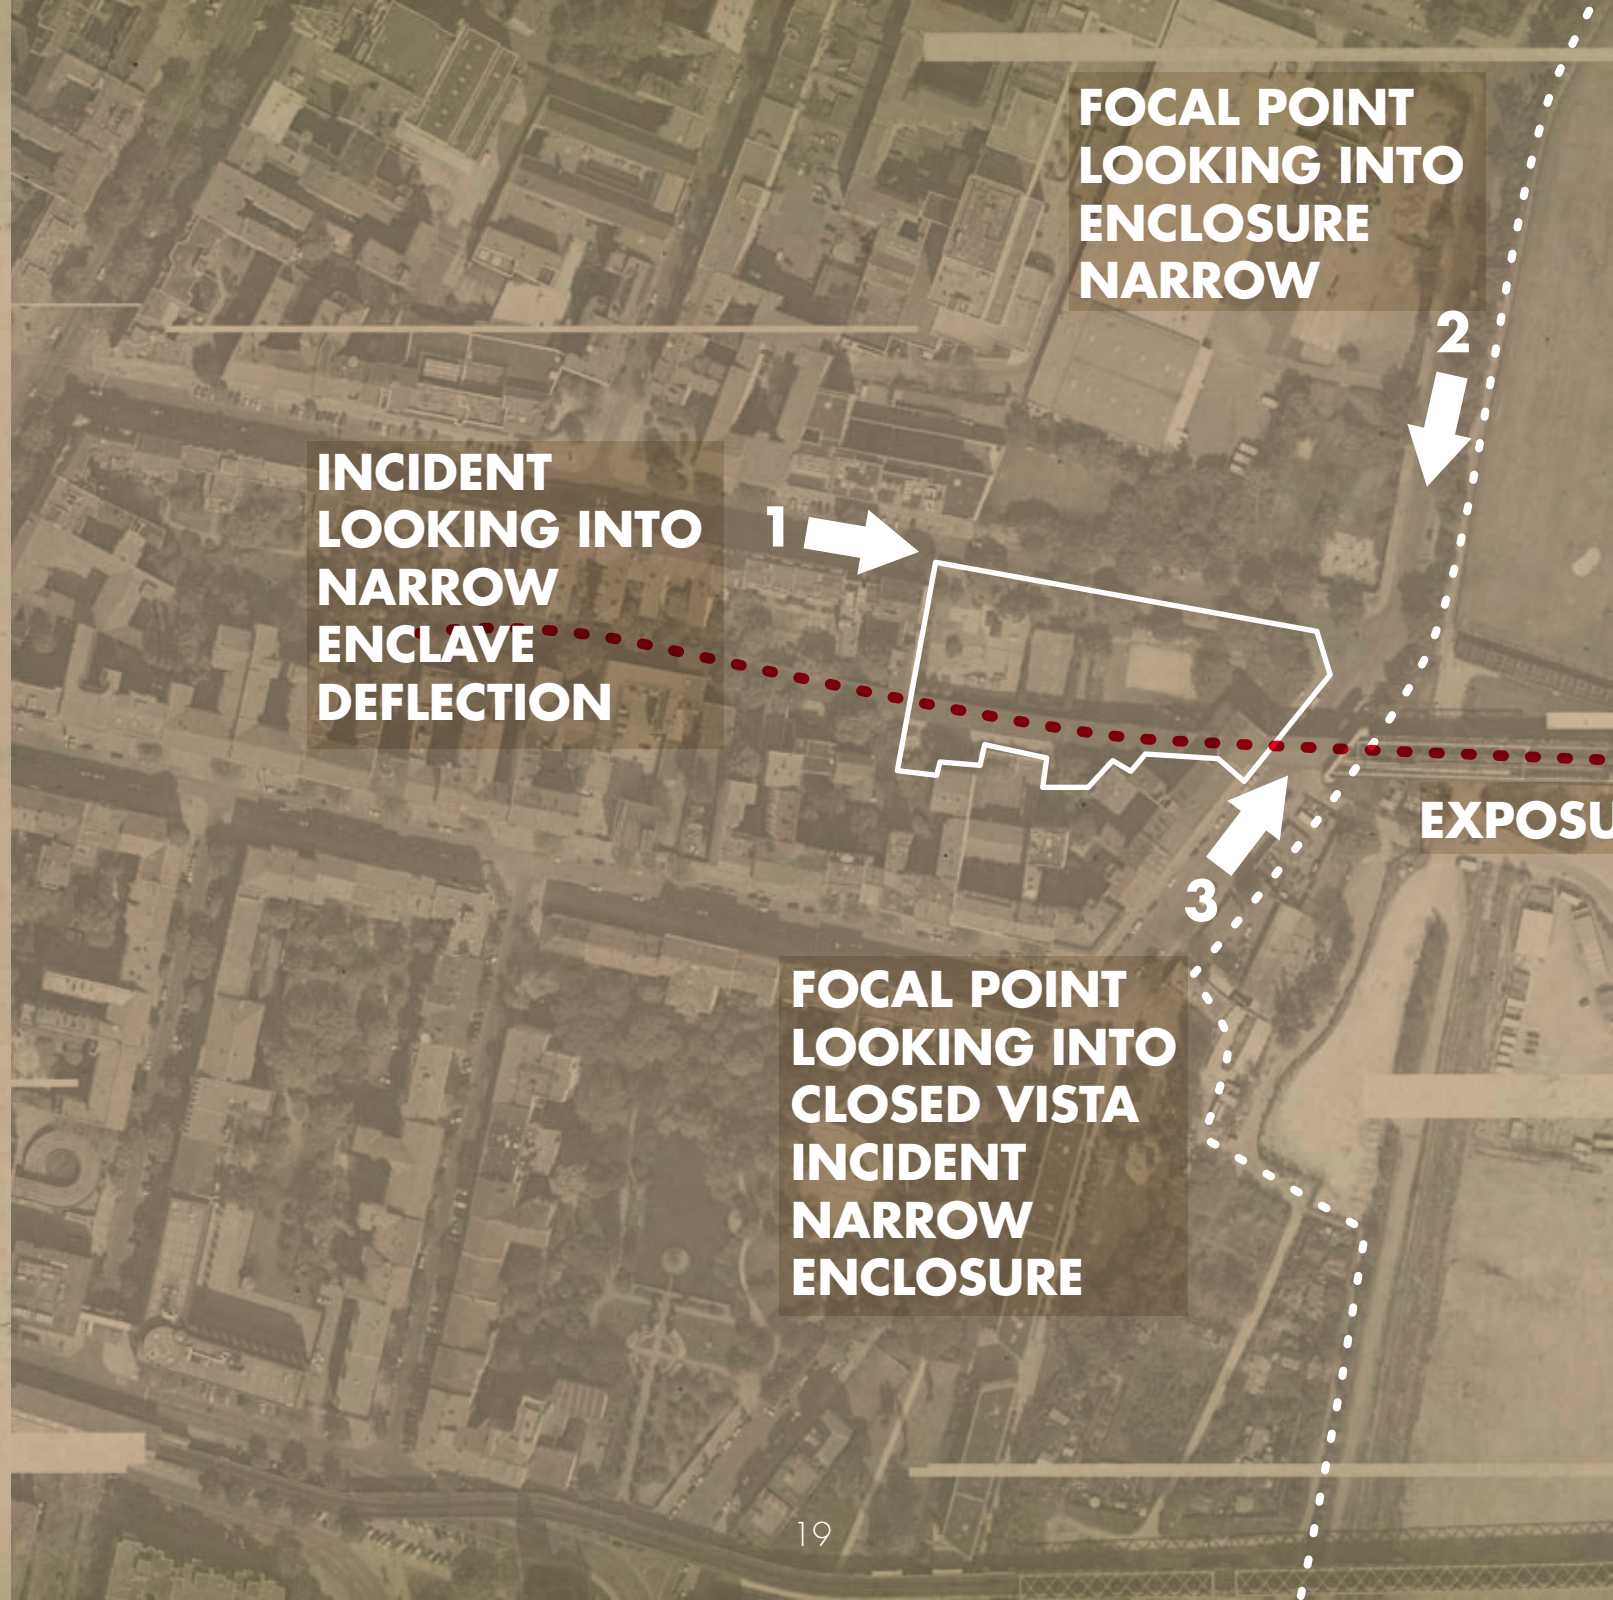 FOCAL POINT
LOOKING INTO
ENCLOSURE
NARROW
2
INCIDENT
LOOKING INTO
NARROW
ENCLAVE
DEFLECTION
1
EXPOSU
3
FOCAL POINT
LOOKING INTO
CLOSED VISTA
INCIDENT
NARROW
ENCLOSURE
19